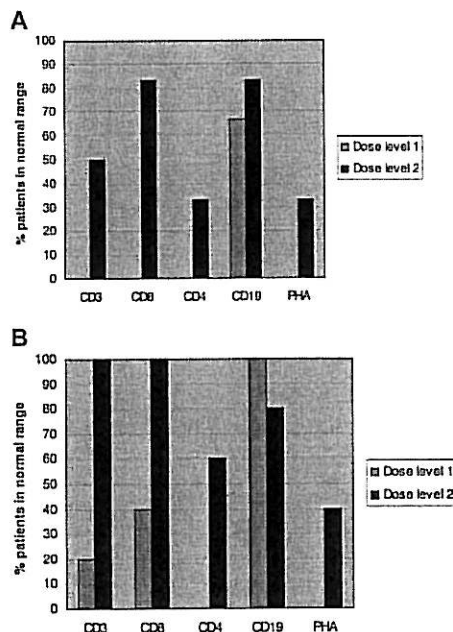 A
% patients in normal range
100
90
80
70
60
50
40
30
20
10
0
CD3 CD8 CD4 CD19 PHA
Dose level 1
Dose level 2
B
% patients in normal range
100
90
80
70
60
50
40
30
20
10
0
CD3 CD8 CD4 CD19 PHA
Dose level 1
Dose level 2